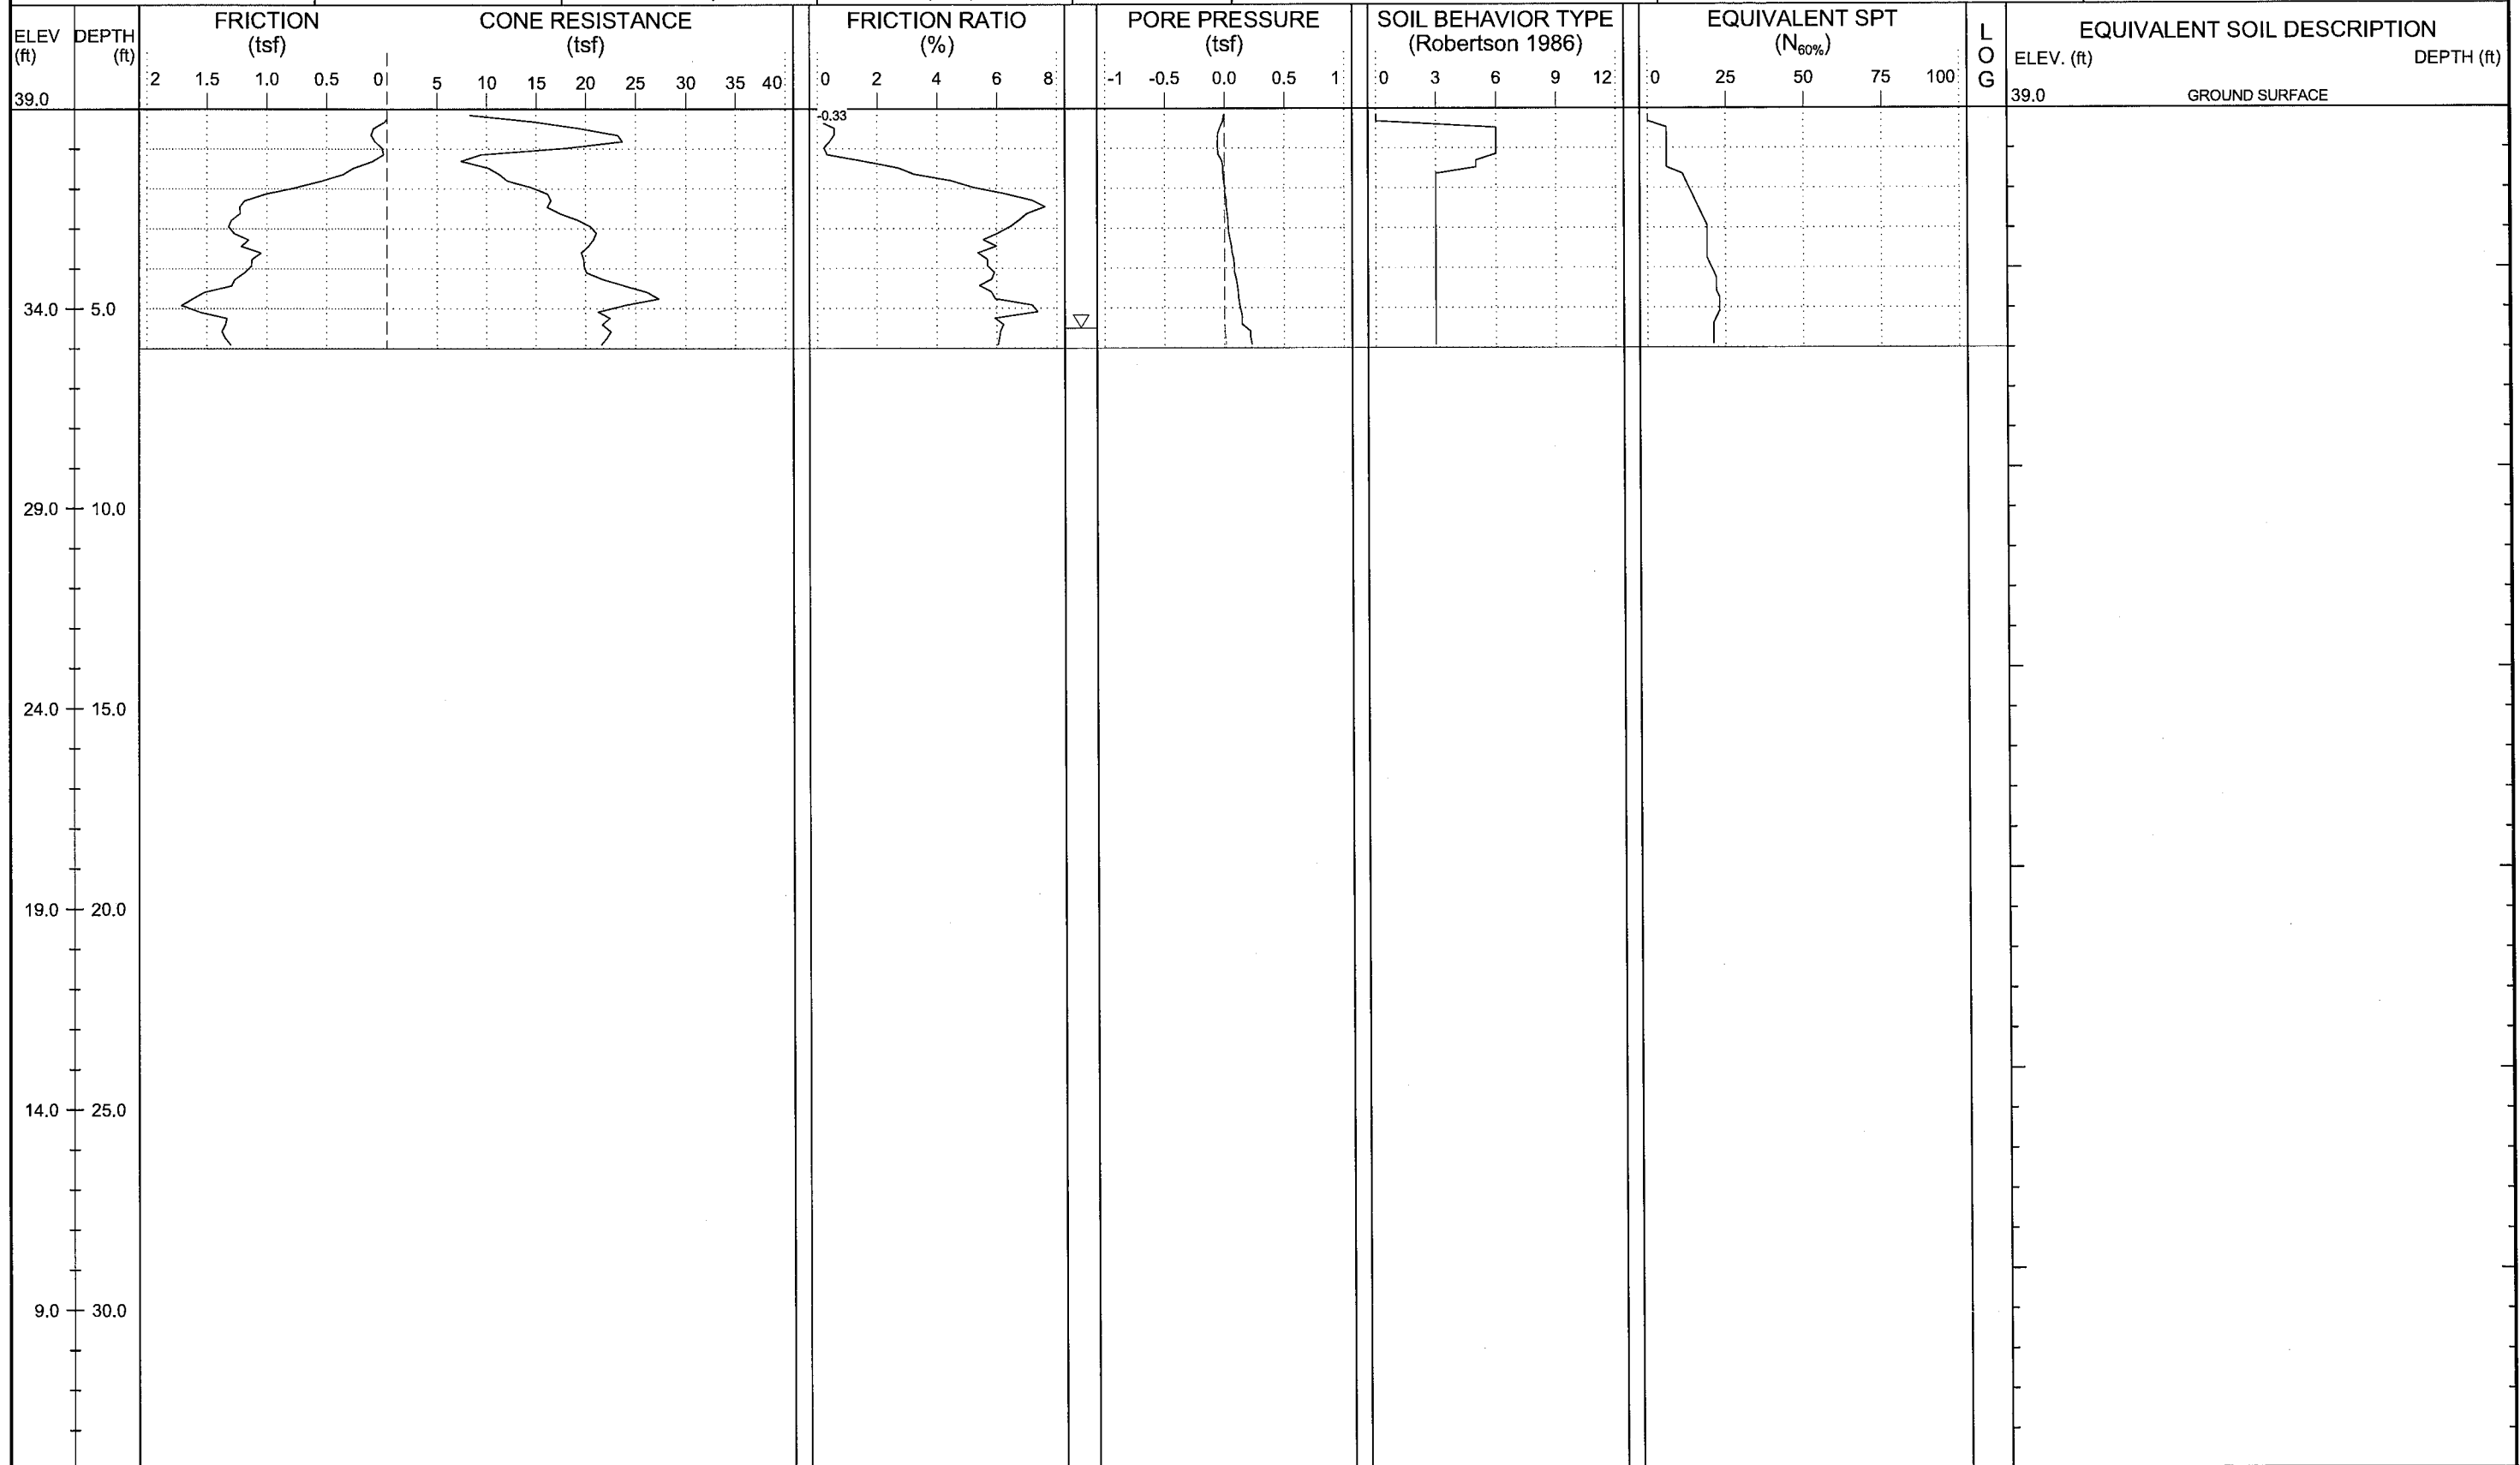 ELEV
(ft)
DEPTH
(ft)
FRICTION
(tsf)
CONE RESISTANCE
(tsf)
FRICTION RATIO
(%)
PORE PRESSURE
(tsf)
SOIL BEHAVIOR TYPE
(Robertson 1986)
EQUIVALENT SPT
(N60%)
L
O
G
EQUIVALENT SOIL DESCRIPTION
ELEV. (ft) DEPTH (ft)
2 1.5 1.0 0.5 0 5 10 15 20 25 30 35 40
0 2 4 6 8
-1 -0.5 0.0 0.5 1
0 3 6 9 12
0 25 50 75 100
39.0
39.0 GROUND SURFACE
-0.33
34.0 5.0
29.0 10.0
24.0 15.0
19.0 20.0
14.0 25.0
9.0 30.0